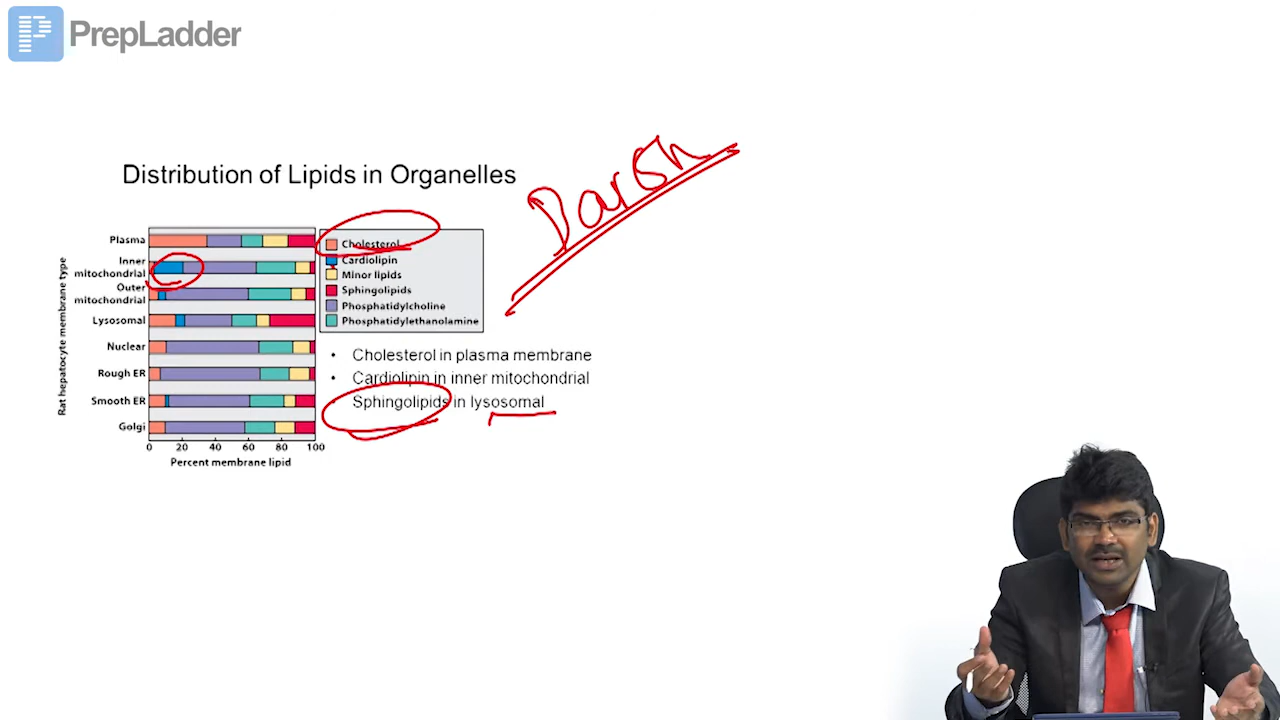 PrepLadder
Distribution of Lipids in Organelles
Darsh
Rat hepatocyte membrane type
Plasma
Inner
mitochondrial
Outer
mitochondrial
Lysosomal
Nuclear
Rough ER
Smooth ER
Golgi
0 20 40 60 80 100
Percent membrane lipid
Cholesterol
Cardiolipin
Minor lipids
Sphingolipids
Phosphatidylcholine
Phosphatidylethanolamine
• Cholesterol in plasma membrane
• Cardiolipin in inner mitochondrial
Sphingolipids in lysosomal